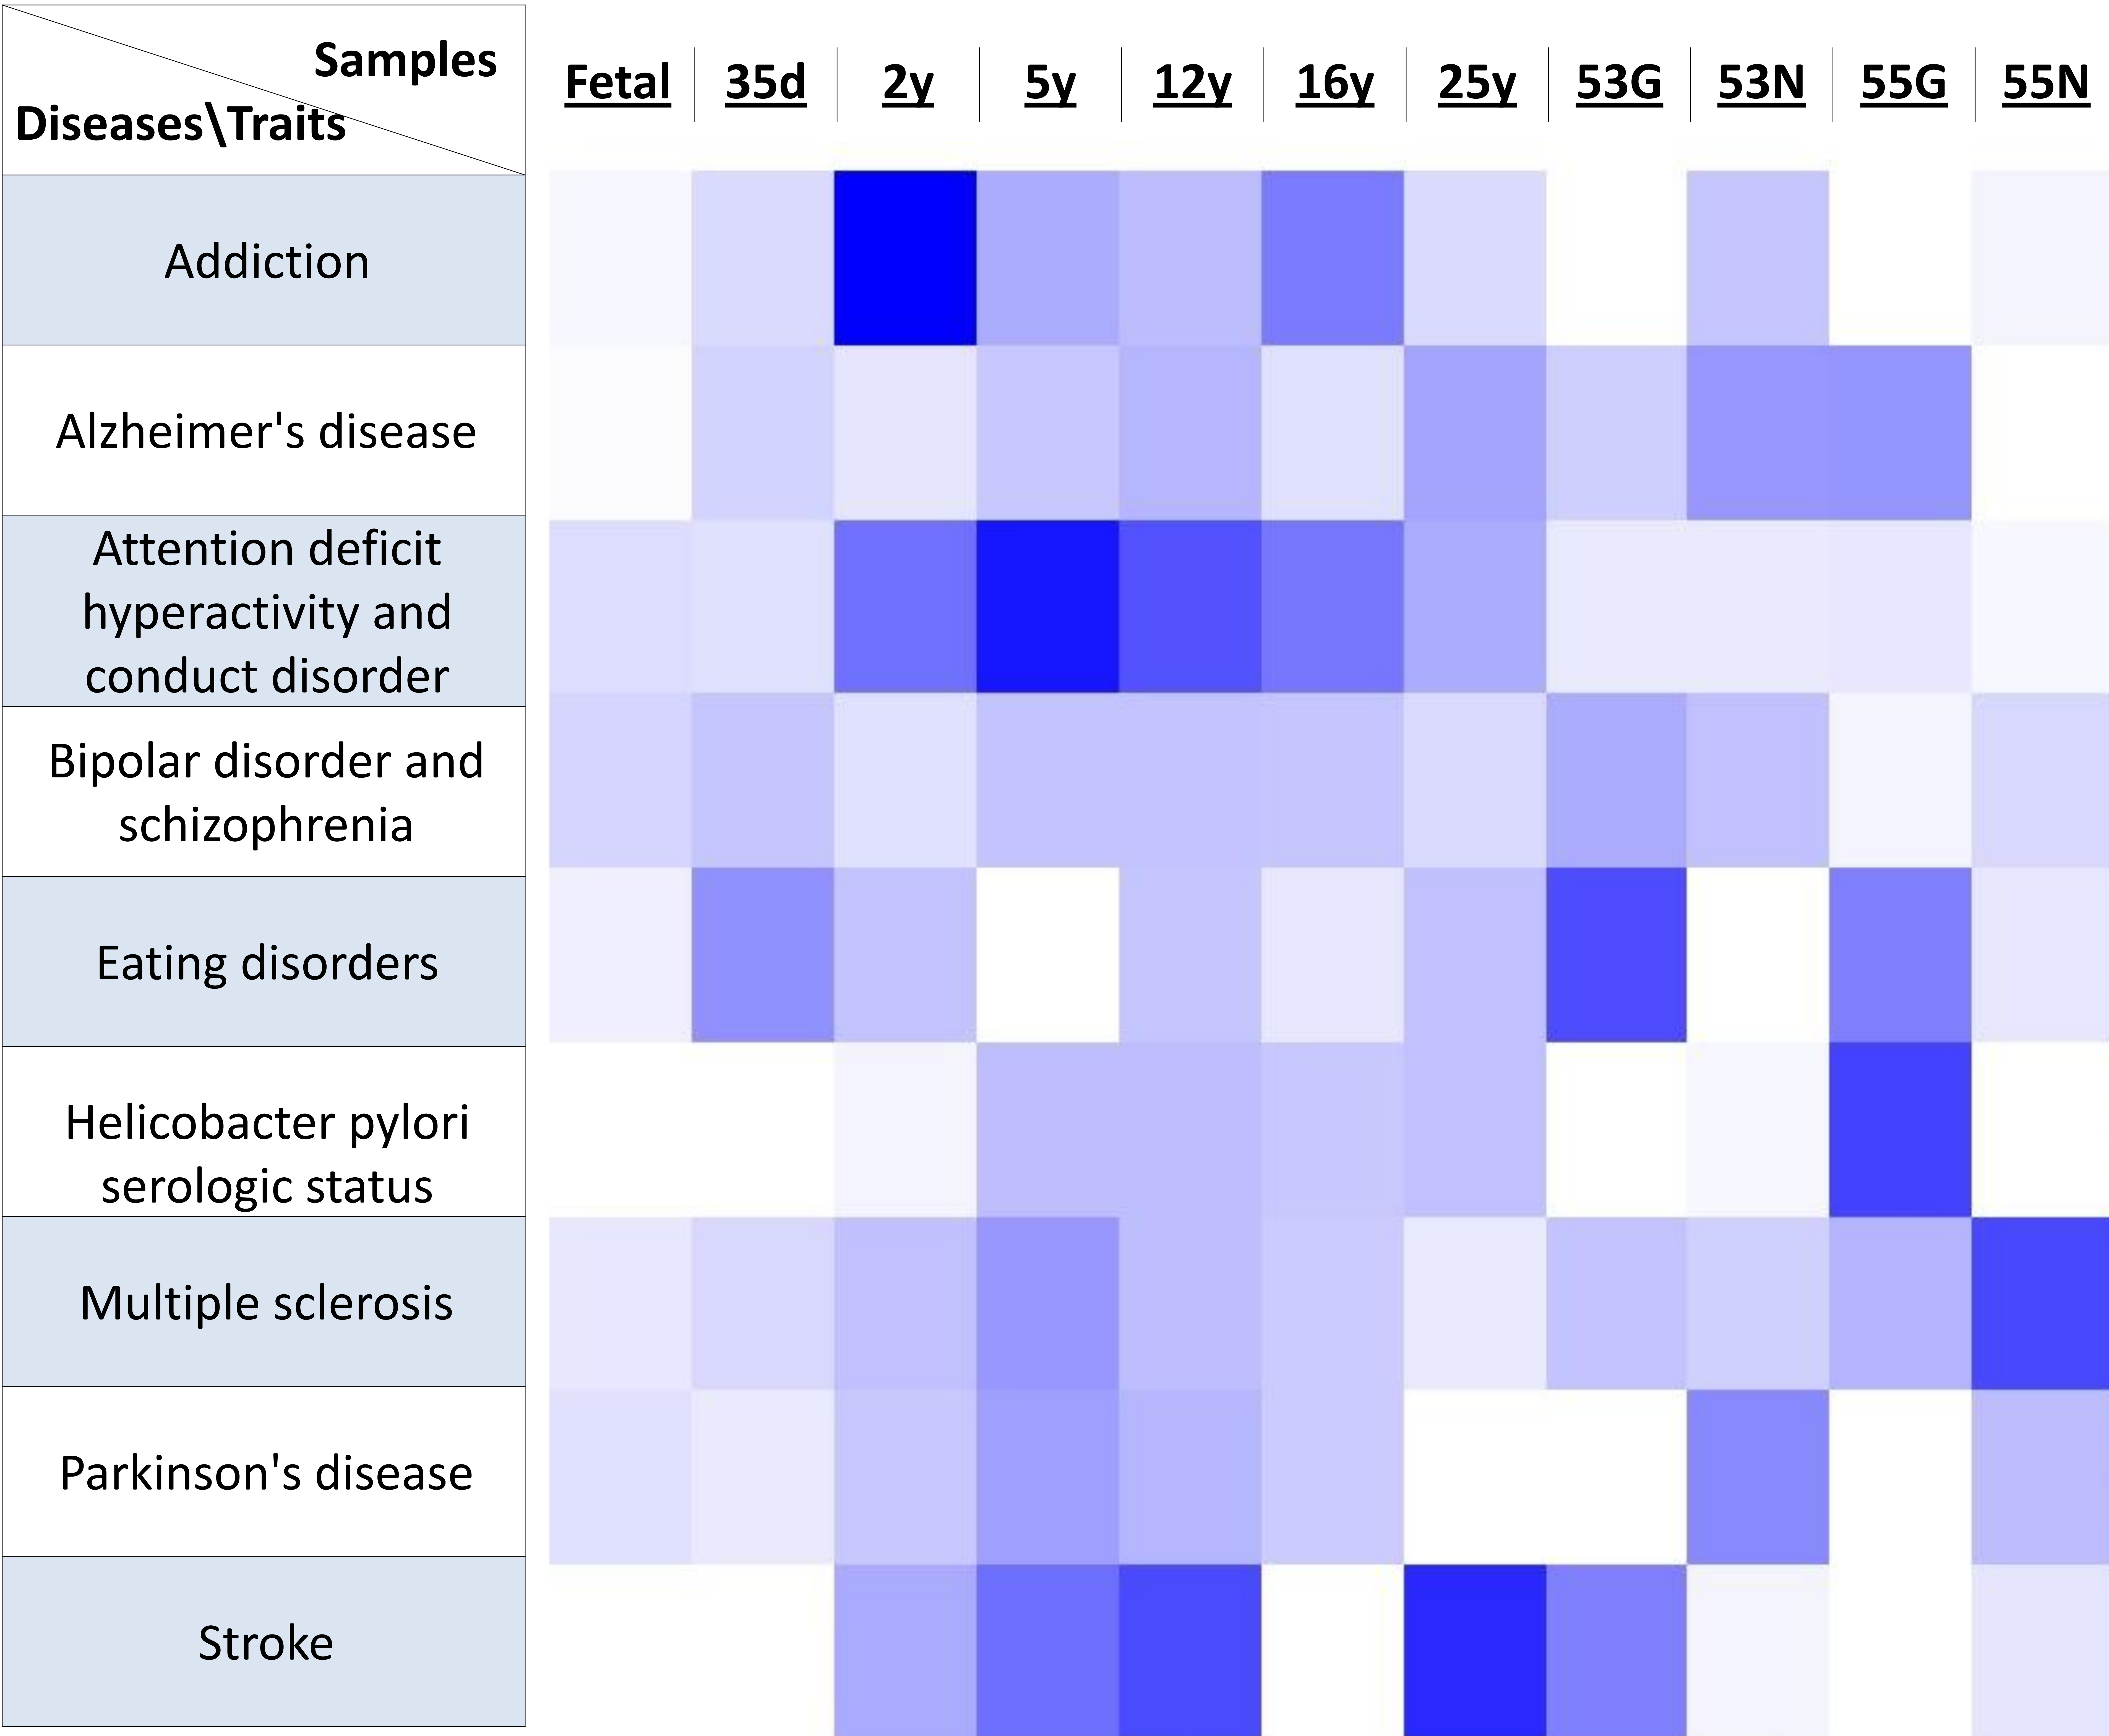 Samples
Diseases\Traits
Fetal 35d 2y 5y 12y 16y 25y 53G 53N 55G 55N
Addiction
Alzheimer's disease
Attention deficit
hyperactivity and
conduct disorder
Bipolar disorder and
schizophrenia
Eating disorders
Helicobacter pylori
serologic status
Multiple sclerosis
Parkinson's disease
Stroke